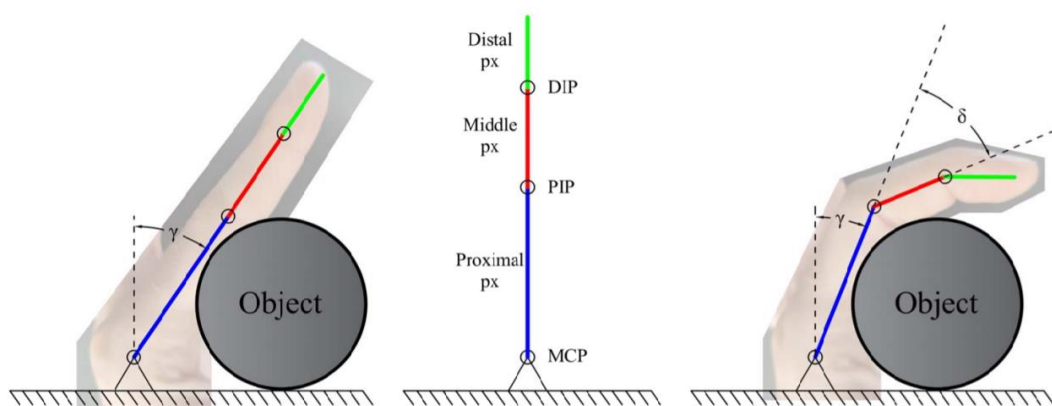 γ
Object
Distal
px
DIP
Middle
px
PIP
Proximal
px
MCP
δ
γ
Object